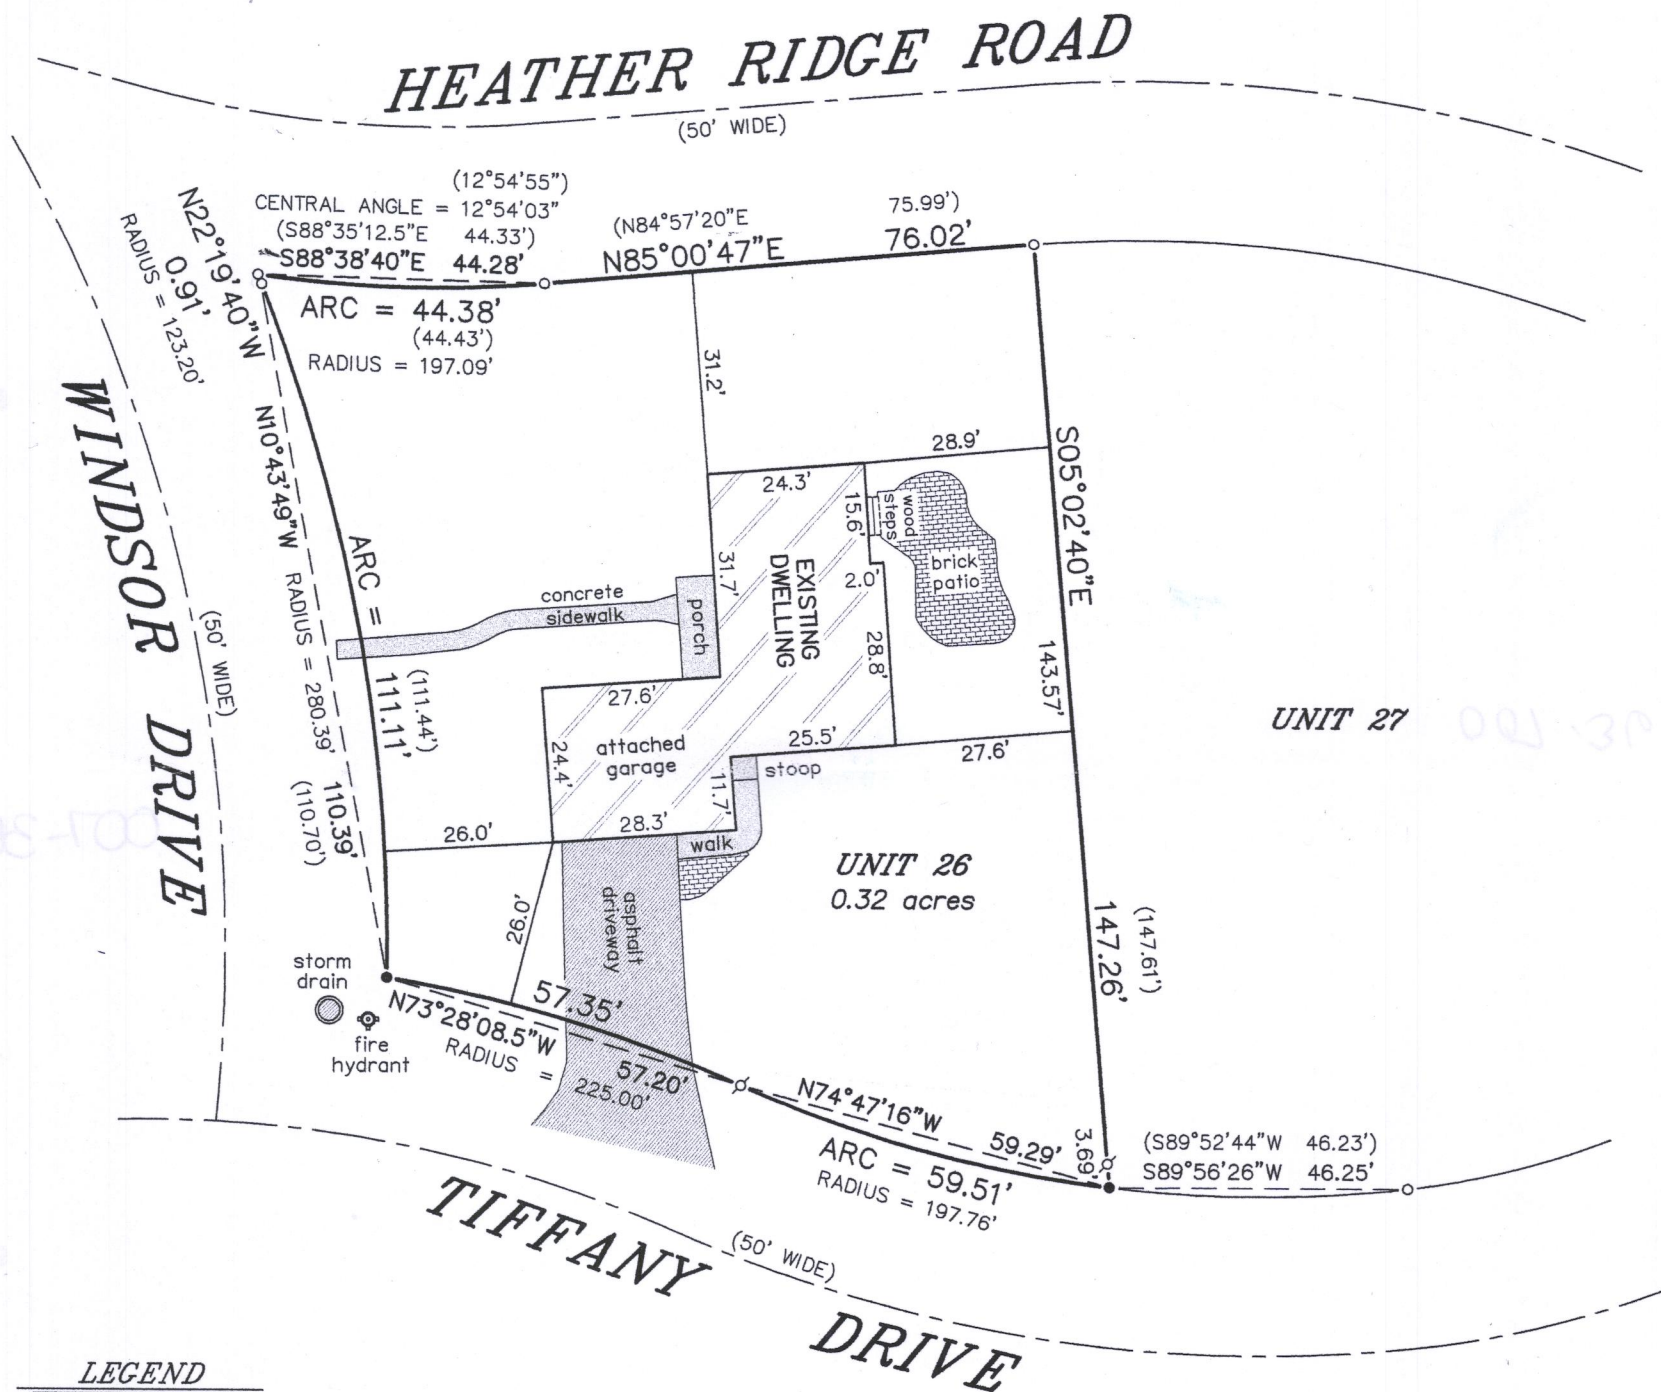 HEATHER RIDGE ROAD
(50' WIDE)
(12°54'55")
CENTRAL ANGLE = 12°54'03"
(S88°35'12.5"E 44.33')
S88°38'40"E 44.28'
ARC = 44.38'
(44.43')
RADIUS = 197.09'
(N84°57'20"E 75.99')
N85°00'47"E 76.02'
N22°19'40"W
0.91'
RADIUS = 123.20'
WINDSOR DRIVE
(50' WIDE)
N10°43'49"W 110.39'
RADIUS = 280.39'
(110.70')
ARC = 111.11'
(111.44')
31.2'
28.9'
24.3'
15.6'
wood
steps
brick
patio
2.0'
EXISTING
DWELLING
31.7'
28.8'
concrete
sidewalk
porch
27.6'
attached
garage
24.4'
25.5'
stoop
11.7'
27.6'
26.0'
28.3'
walk
26.0'
asphalt
driveway
UNIT 26
0.32 acres
S05°02'40"E
143.57'
147.26'
(147.61')
3.69'
UNIT 27
storm
drain
fire
hydrant
57.35'
N73°28'08.5"W 57.20'
RADIUS = 225.00'
N74°47'16"W 59.29'
ARC = 59.51'
RADIUS = 197.76'
(S89°52'44"W 46.23')
S89°56'26"W 46.25'
TIFFANY DRIVE
(50' WIDE)
LEGEND